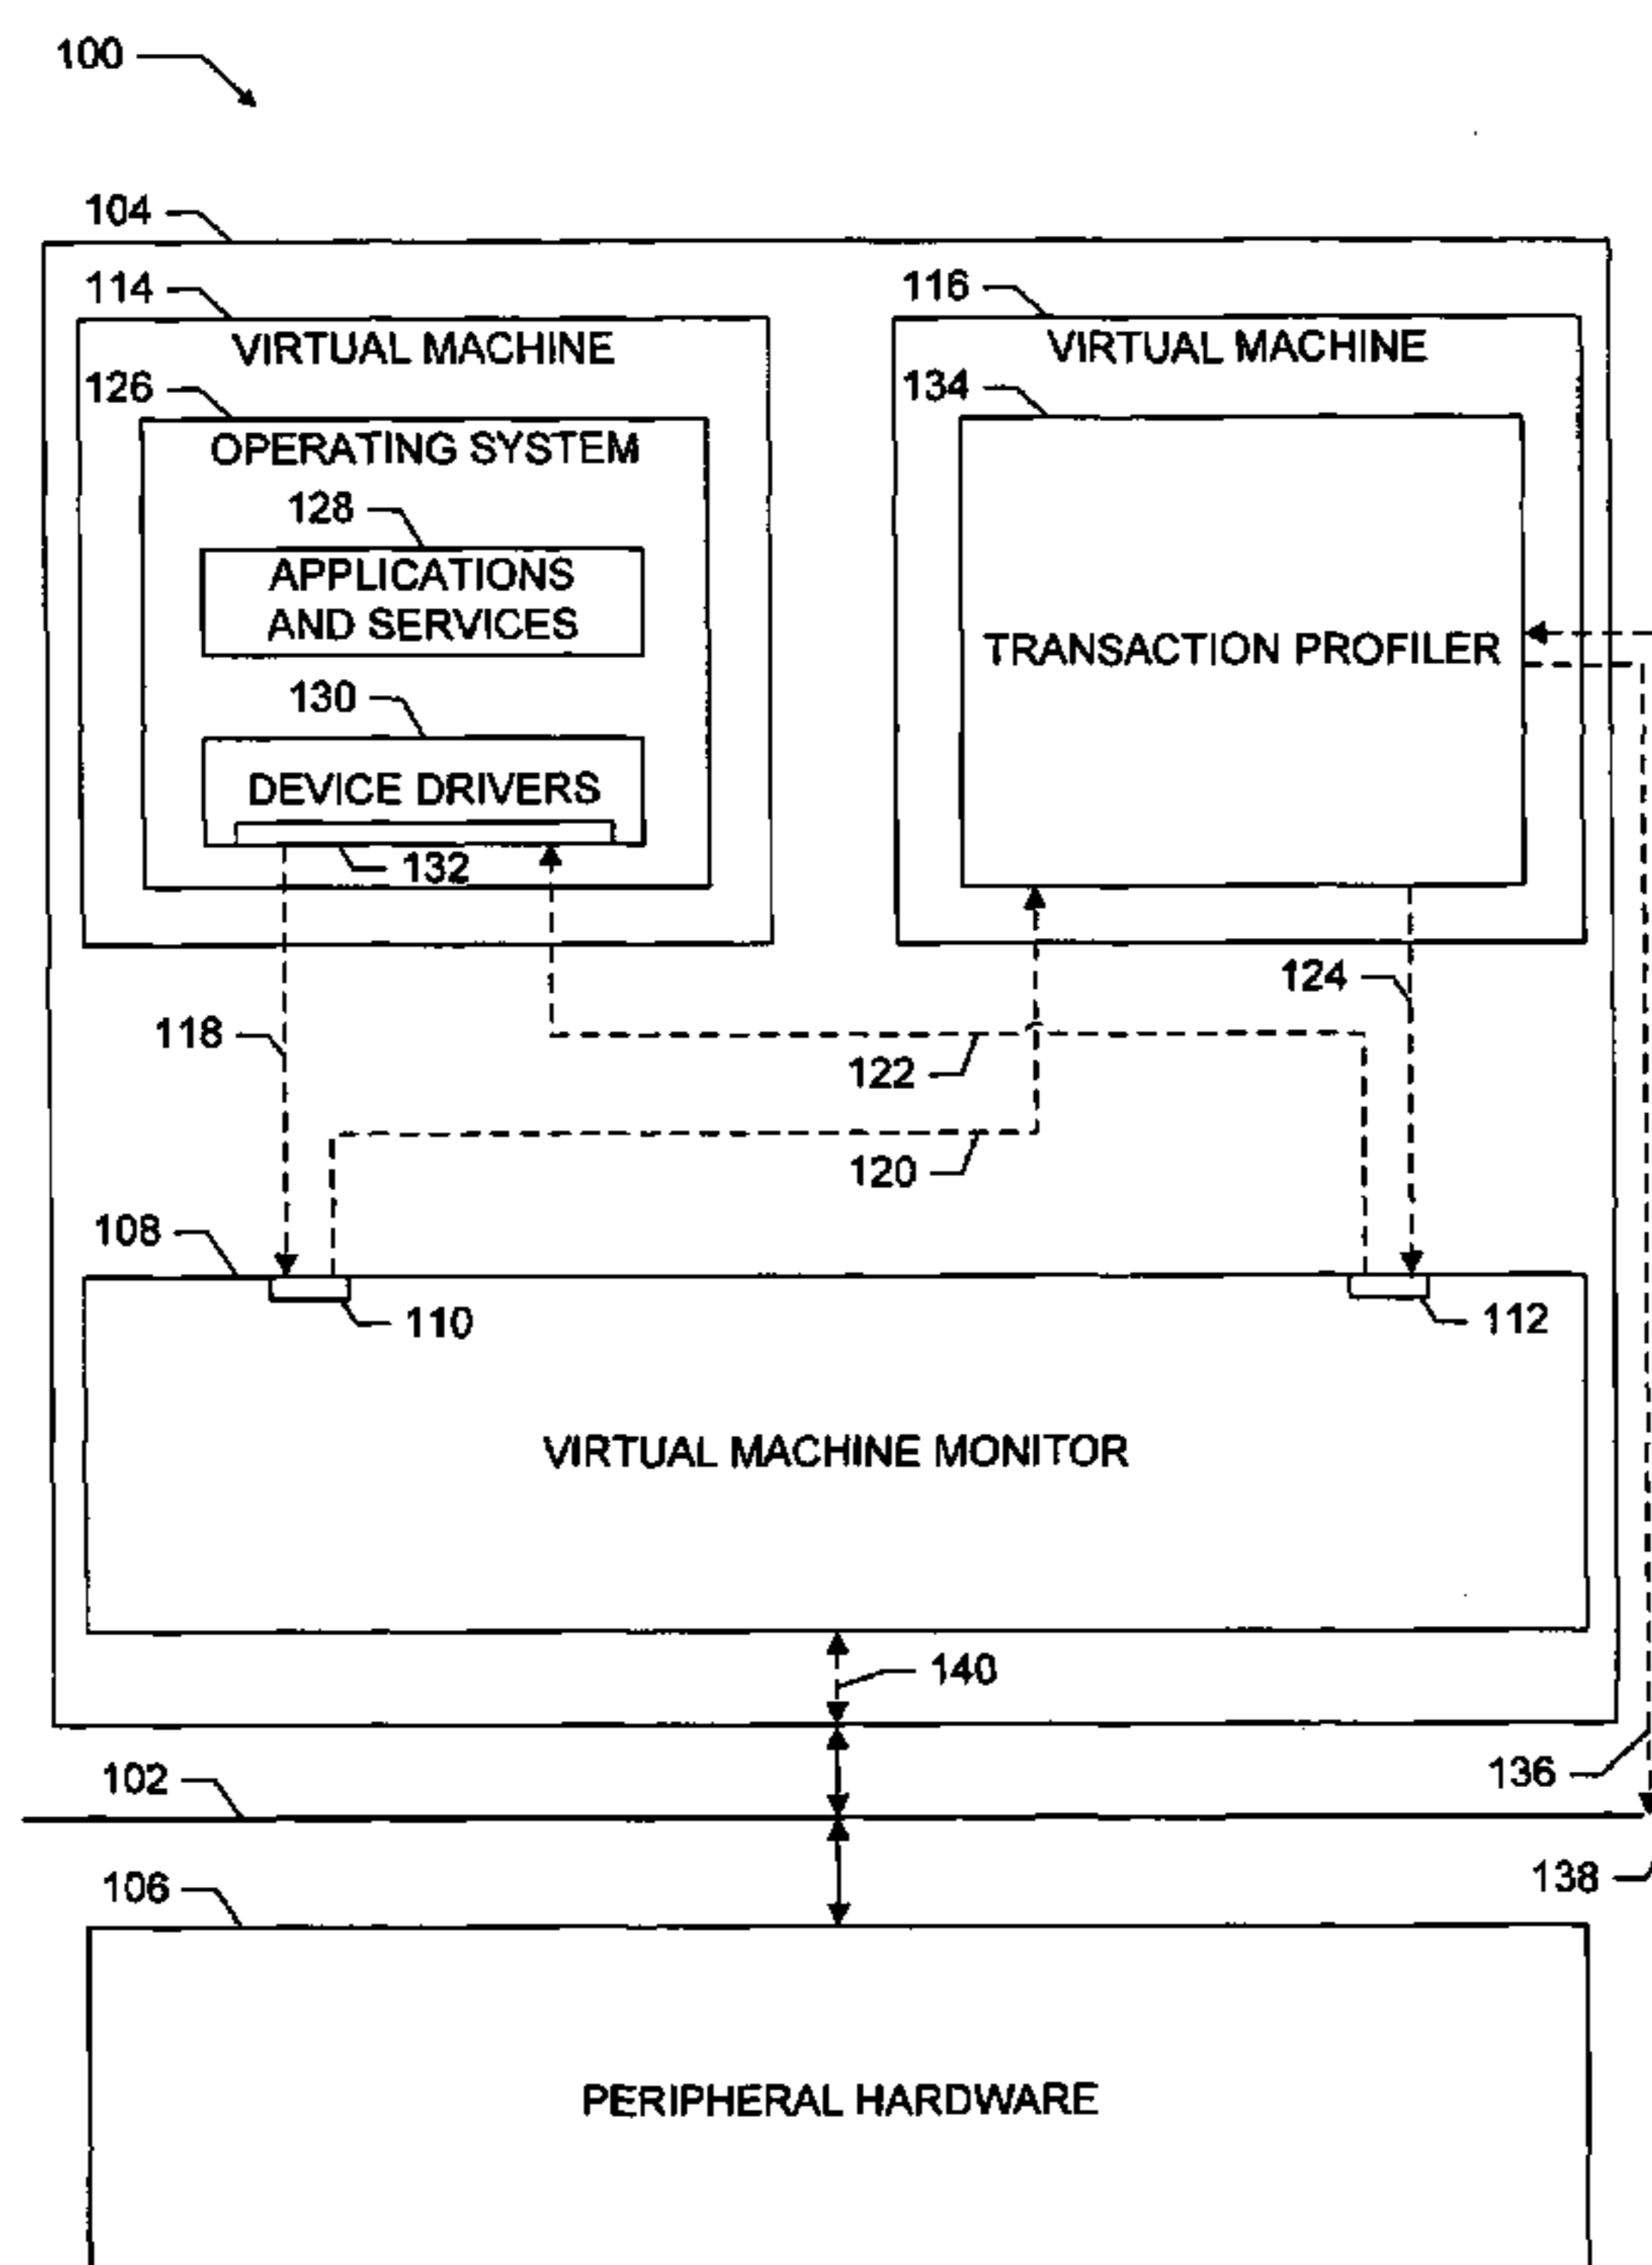 100
104
114
116
VIRTUAL MACHINE
VIRTUAL MACHINE
126
134
OPERATING SYSTEM
128
APPLICATIONS
AND SERVICES
TRANSACTION PROFILER
130
DEVICE DRIVERS
132
124
118
122
120
108
110
112
VIRTUAL MACHINE MONITOR
140
136
102
138
106
PERIPHERAL HARDWARE